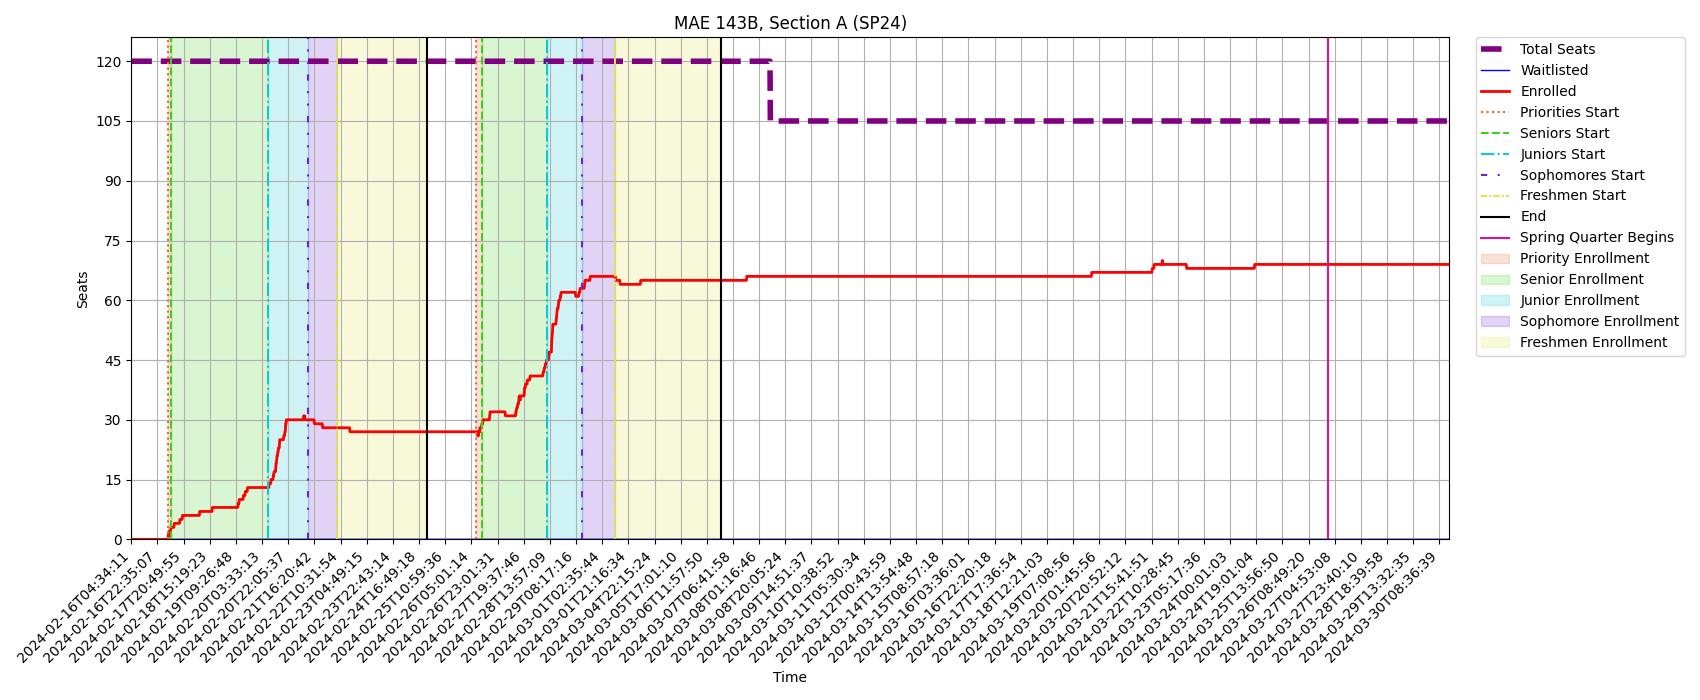 MAE 143B, Section A (SP24)
Seats
120
105
90
75
60
45
30
15
0
2024-02-16T04:34:11
2024-02-16T22:35:07
2024-02-17T20:49:55
2024-02-18T15:19:23
2024-02-19T09:26:48
2024-02-20T03:33:13
2024-02-20T22:05:37
2024-02-21T16:20:42
2024-02-22T10:31:54
2024-02-23T04:49:15
2024-02-23T22:43:14
2024-02-24T16:49:18
2024-02-25T10:59:36
2024-02-26T05:01:14
2024-02-26T23:01:31
2024-02-27T19:37:46
2024-02-28T13:57:09
2024-02-29T08:17:16
2024-03-01T02:35:44
2024-03-01T21:16:34
2024-03-04T22:15:24
2024-03-05T17:01:10
2024-03-06T11:57:50
2024-03-07T06:41:58
2024-03-08T01:16:46
2024-03-08T20:05:24
2024-03-09T14:51:37
2024-03-10T10:38:52
2024-03-11T05:30:34
2024-03-12T00:43:59
2024-03-14T13:54:48
2024-03-15T08:57:18
2024-03-16T03:36:01
2024-03-16T22:20:18
2024-03-17T17:36:54
2024-03-18T12:21:03
2024-03-19T07:08:56
2024-03-20T01:45:56
2024-03-20T20:52:12
2024-03-21T15:41:51
2024-03-22T10:28:45
2024-03-23T05:17:36
2024-03-24T00:01:03
2024-03-24T19:01:04
2024-03-25T13:56:50
2024-03-26T08:49:20
2024-03-27T04:53:08
2024-03-27T23:40:10
2024-03-28T18:39:58
2024-03-29T13:32:35
2024-03-30T08:36:39
Time
Total Seats
Waitlisted
Enrolled
Priorities Start
Seniors Start
Juniors Start
Sophomores Start
Freshmen Start
End
Spring Quarter Begins
Priority Enrollment
Senior Enrollment
Junior Enrollment
Sophomore Enrollment
Freshmen Enrollment